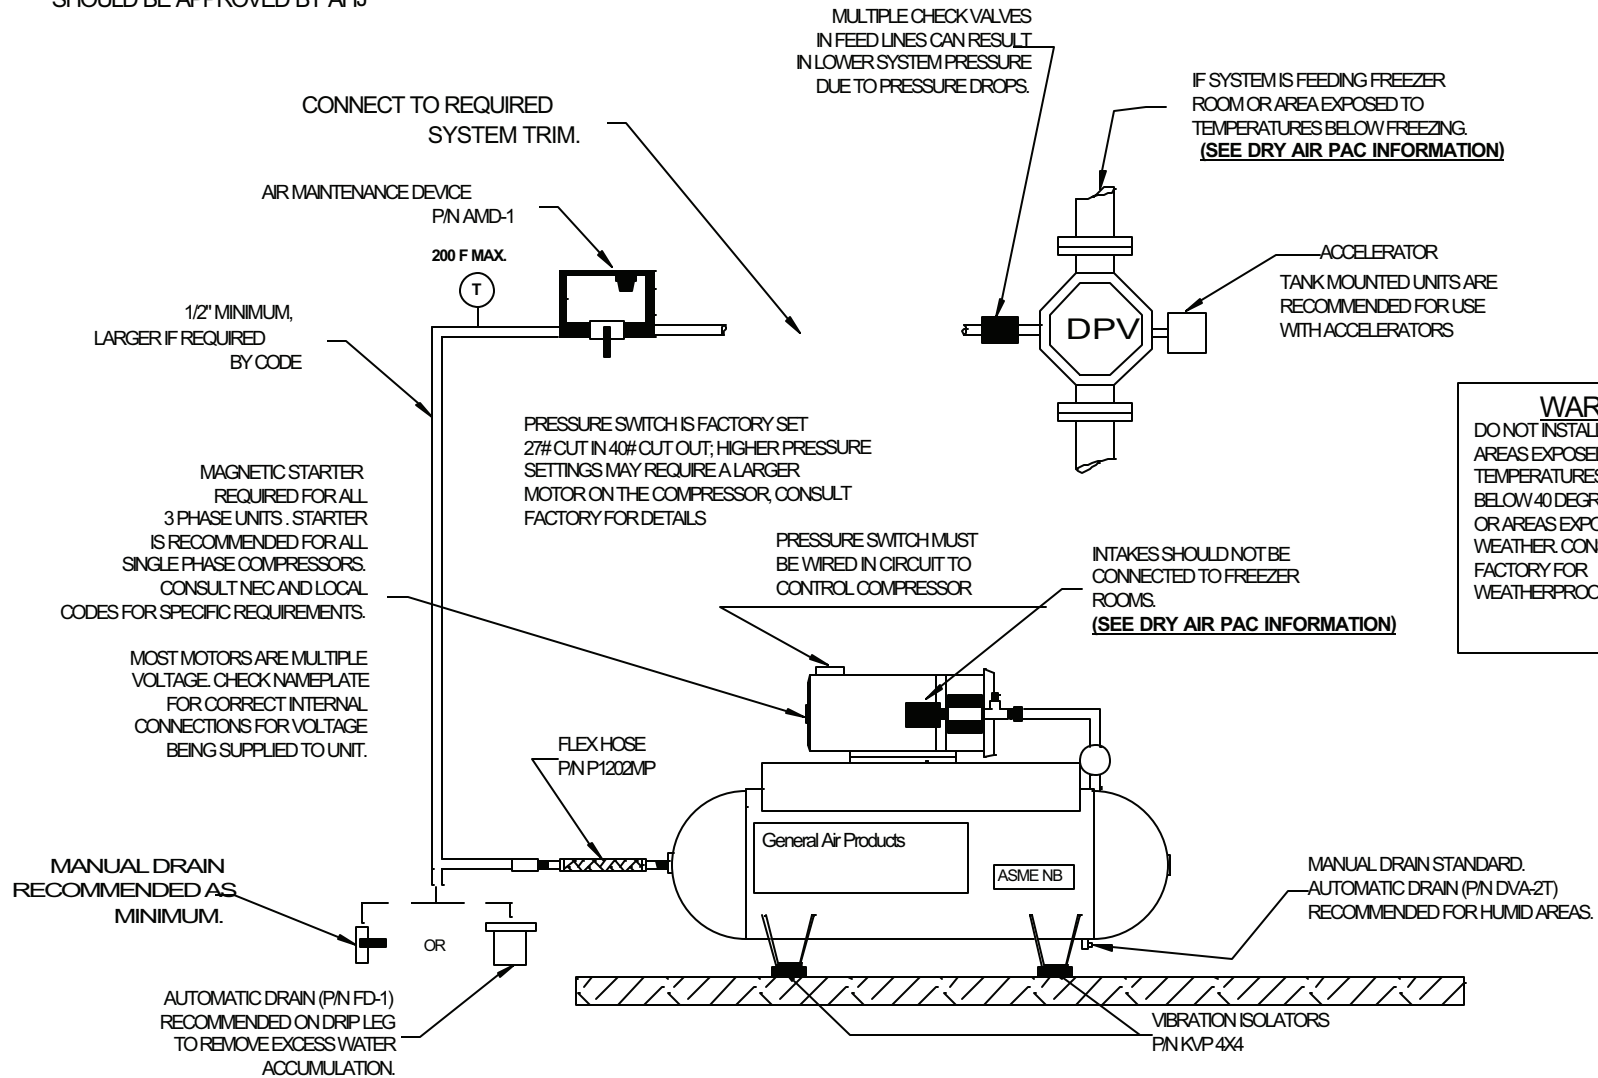 SHOULD BE APPROVED BY AHJ
MULTIPLE CHECK VALVES
IN FEED LINES CAN RESULT
IN LOWER SYSTEM PRESSURE
DUE TO PRESSURE DROPS.
IF SYSTEM IS FEEDING FREEZER
ROOM OR AREA EXPOSED TO
TEMPERATURES BELOW FREEZING.
(SEE DRY AIR PAC INFORMATION)
CONNECT TO REQUIRED
SYSTEM TRIM.
AIR MAINTENANCE DEVICE
P/N AMD-1
200 F MAX.
T
1/2" MINIMUM,
LARGER IF REQUIRED
BY CODE
DPV
ACCELERATOR
TANK MOUNTED UNITS ARE
RECOMMENDED FOR USE
WITH ACCELERATORS
WAR
DO NOT INSTALL
AREAS EXPOSE
TEMPERATURES
BELOW 40 DEGR
OR AREAS EXPO
WEATHER. CON
FACTORY FOR
WEATHERPROO
PRESSURE SWITCH IS FACTORY SET
27# CUT IN 40# CUT OUT; HIGHER PRESSURE
SETTINGS MAY REQUIRE A LARGER
MOTOR ON THE COMPRESSOR, CONSULT
FACTORY FOR DETAILS
MAGNETIC STARTER
REQUIRED FOR ALL
3 PHASE UNITS . STARTER
IS RECOMMENDED FOR ALL
SINGLE PHASE COMPRESSORS.
CONSULT NEC AND LOCAL
CODES FOR SPECIFIC REQUIREMENTS.
PRESSURE SWITCH MUST
BE WIRED IN CIRCUIT TO
CONTROL COMPRESSOR
INTAKES SHOULD NOT BE
CONNECTED TO FREEZER
ROOMS.
(SEE DRY AIR PAC INFORMATION)
MOST MOTORS ARE MULTIPLE
VOLTAGE. CHECK NAMEPLATE
FOR CORRECT INTERNAL
CONNECTIONS FOR VOLTAGE
BEING SUPPLIED TO UNIT.
FLEX HOSE
P/N P1202MP
General Air Products
ASME NB
MANUAL DRAIN
RECOMMENDED AS
MINIMUM.
OR
MANUAL DRAIN STANDARD.
AUTOMATIC DRAIN (P/N DVA-2T)
RECOMMENDED FOR HUMID AREAS.
AUTOMATIC DRAIN (P/N FD-1)
RECOMMENDED ON DRIP LEG
TO REMOVE EXCESS WATER
ACCUMULATION.
VIBRATION ISOLATORS
P/N KVP 4X4